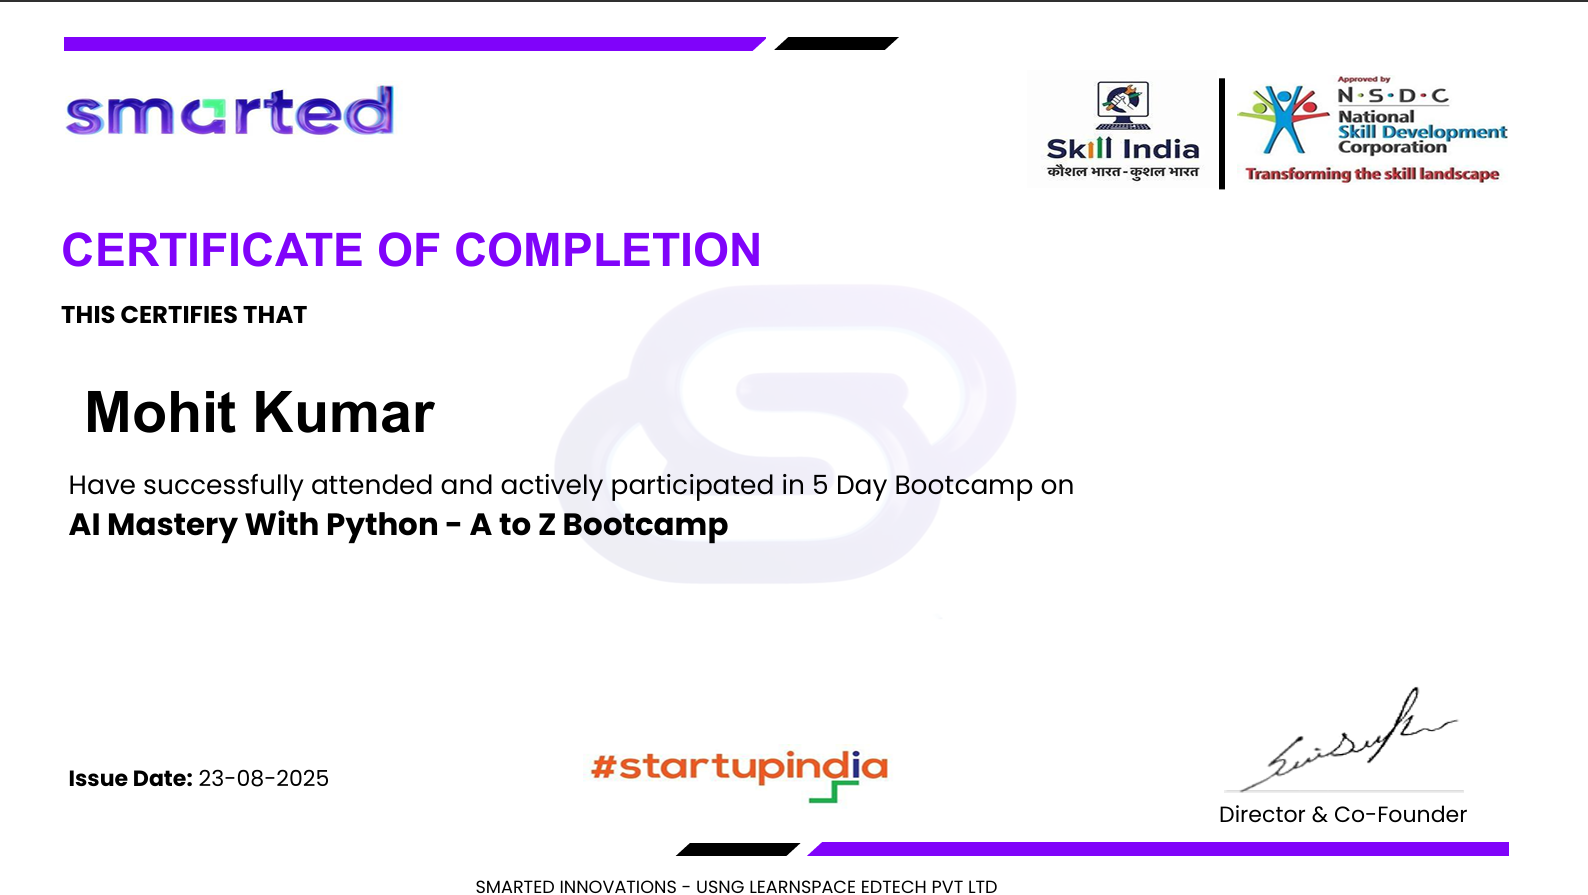 smarted
Skill India
कौशल भारत - कुशल भारत
Approved by
N·S·D·C
National
Skill Development
Corporation
Transforming the skill landscape
CERTIFICATE OF COMPLETION
THIS CERTIFIES THAT
Mohit Kumar
Have successfully attended and actively participated in 5 Day Bootcamp on
AI Mastery With Python - A to Z Bootcamp
Issue Date: 23-08-2025
#startupindia
Director & Co-Founder
SMARTED INNOVATIONS - USNG LEARNSPACE EDTECH PVT LTD